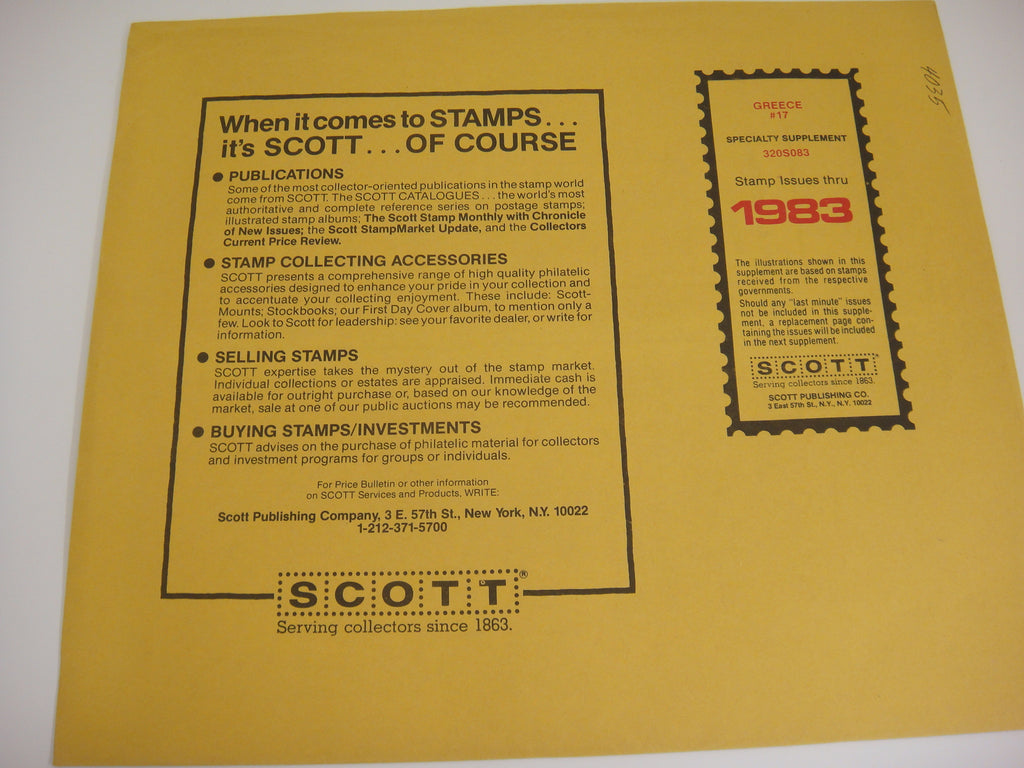 When it comes to STAMPS...
it's SCOTT...OF COURSE
● PUBLICATIONS
Some of the most collector-oriented publications in the stamp world
come from SCOTT. The SCOTT CATALOGUES...the world's most
authoritative and complete reference series on postage stamps;
illustrated stamp albums; The Scott Stamp Monthly with Chronicle
of New Issues; the Scott StampMarket Update, and the Collectors
Current Price Review.
● STAMP COLLECTING ACCESSORIES
SCOTT presents a comprehensive range of high quality philatelic
accessories designed to enhance your pride in your collection and
to accentuate your collecting enjoyment. These include: Scott-
Mounts; Stockbooks; our First Day Cover album, to mention only a
few. Look to Scott for leadership: see your favorite dealer, or write for
information.
● SELLING STAMPS
SCOTT expertise takes the mystery out of the stamp market.
Individual collections or estates are appraised. Immediate cash is
available for outright purchase or, based on our knowledge of the
market, sale at one of our public auctions may be recommended.
● BUYING STAMPS/INVESTMENTS
SCOTT advises on the purchase of philatelic material for collectors
and investment programs for groups or individuals.
For Price Bulletin or other information
on SCOTT Services and Products, WRITE:
Scott Publishing Company, 3 E. 57th St., New York, N.Y. 10022
1-212-371-5700
SCOTT®
Serving collectors since 1863.
GREECE
#17
SPECIALTY SUPPLEMENT
320S083
Stamp Issues thru
1983
The illustrations shown in this
supplement are based on stamps
received from the respective
governments.
Should any "last minute" issues
not be included in this supple-
ment, a replacement page con-
taining the issues will be included
in the next supplement.
SCOTT®
Serving collectors since 1863.
SCOTT PUBLISHING CO.
3 East 57th St., N.Y., N.Y. 10022
4035